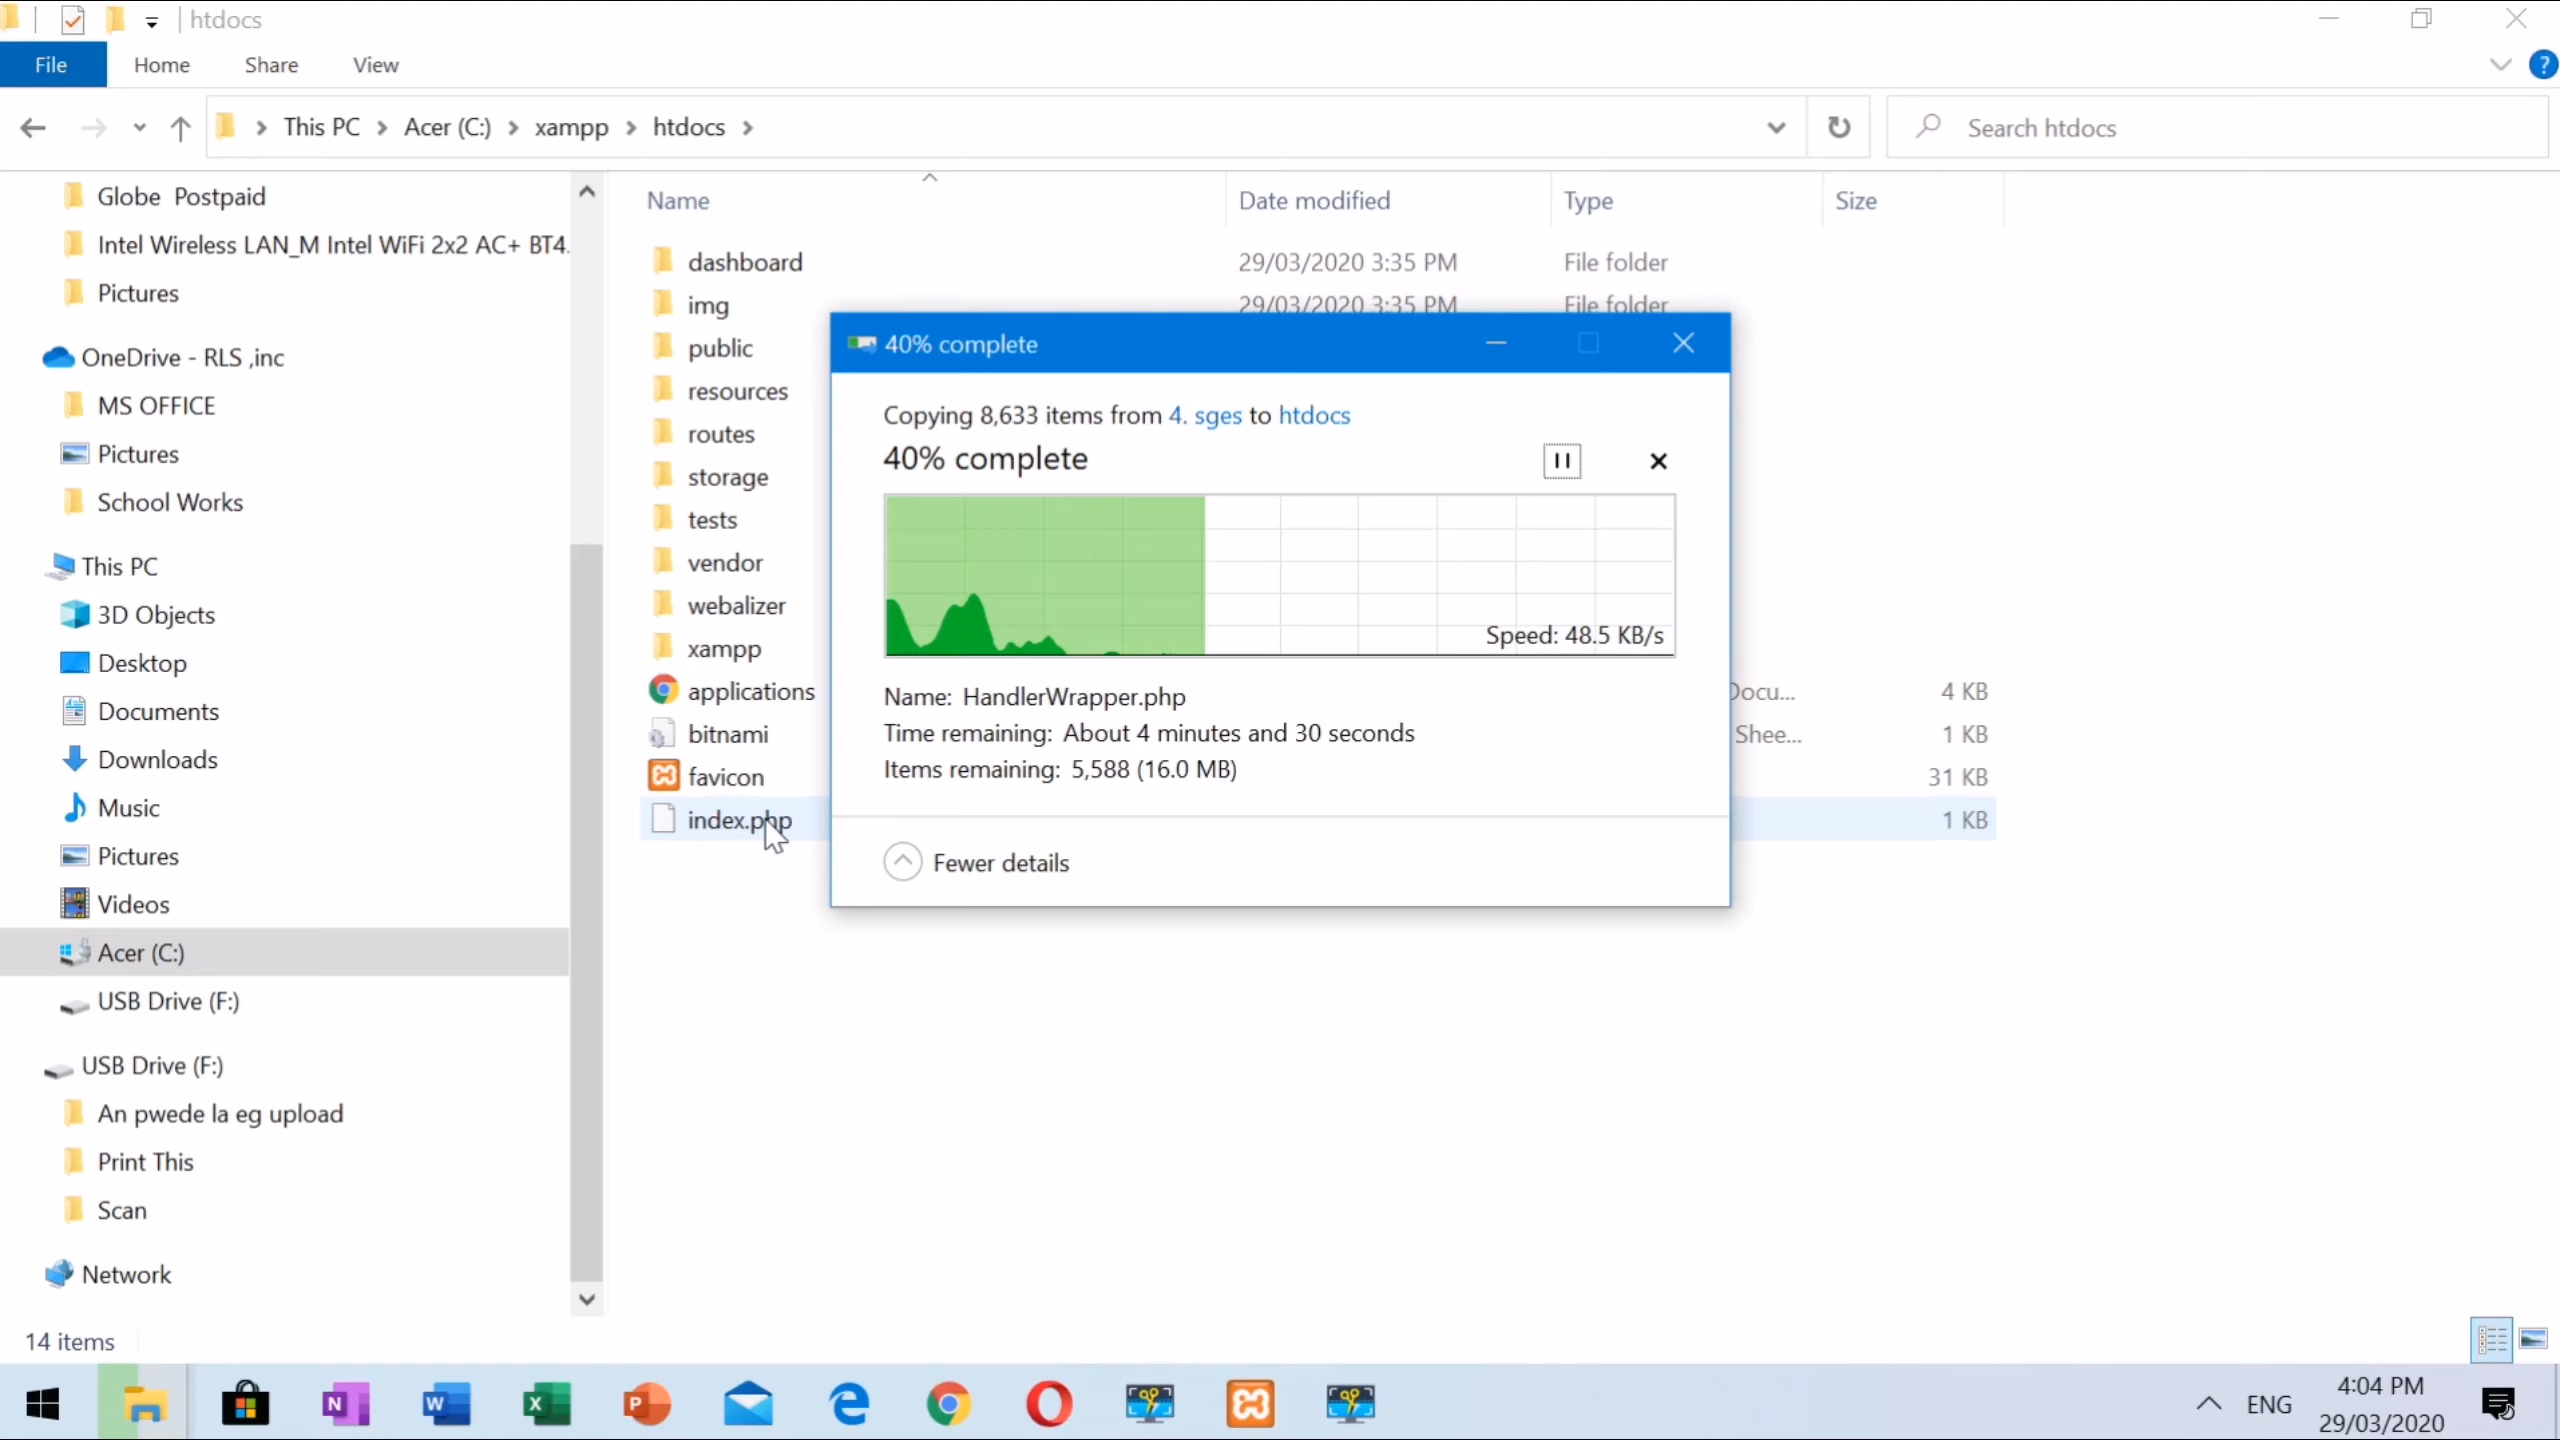 htdocs
File Home Share View
This PC Acer (C:) xampp htdocs
Search htdocs
Globe Postpaid
Intel Wireless LAN_M Intel WiFi 2x2 AC+ BT4.
Pictures
OneDrive - RLS ,inc
MS OFFICE
Pictures
School Works
This PC
3D Objects
Desktop
Documents
Downloads
Music
Pictures
Videos
Acer (C:)
USB Drive (F:)
USB Drive (F:)
An pwede la eg upload
Print This
Scan
Network
Name Date modified Type Size
dashboard 29/03/2020 3:35 PM File folder
img 29/03/2020 3:35 PM File folder
public
resources
routes
storage
tests
vendor
webalizer
xampp
applications Docu... 4 KB
bitnami Shee... 1 KB
favicon 31 KB
index.php 1 KB
40% complete
Copying 8,633 items from 4. sges to htdocs
40% complete
Speed: 48.5 KB/s
Name: HandlerWrapper.php
Time remaining: About 4 minutes and 30 seconds
Items remaining: 5,588 (16.0 MB)
Fewer details
14 items
ENG
4:04 PM
29/03/2020